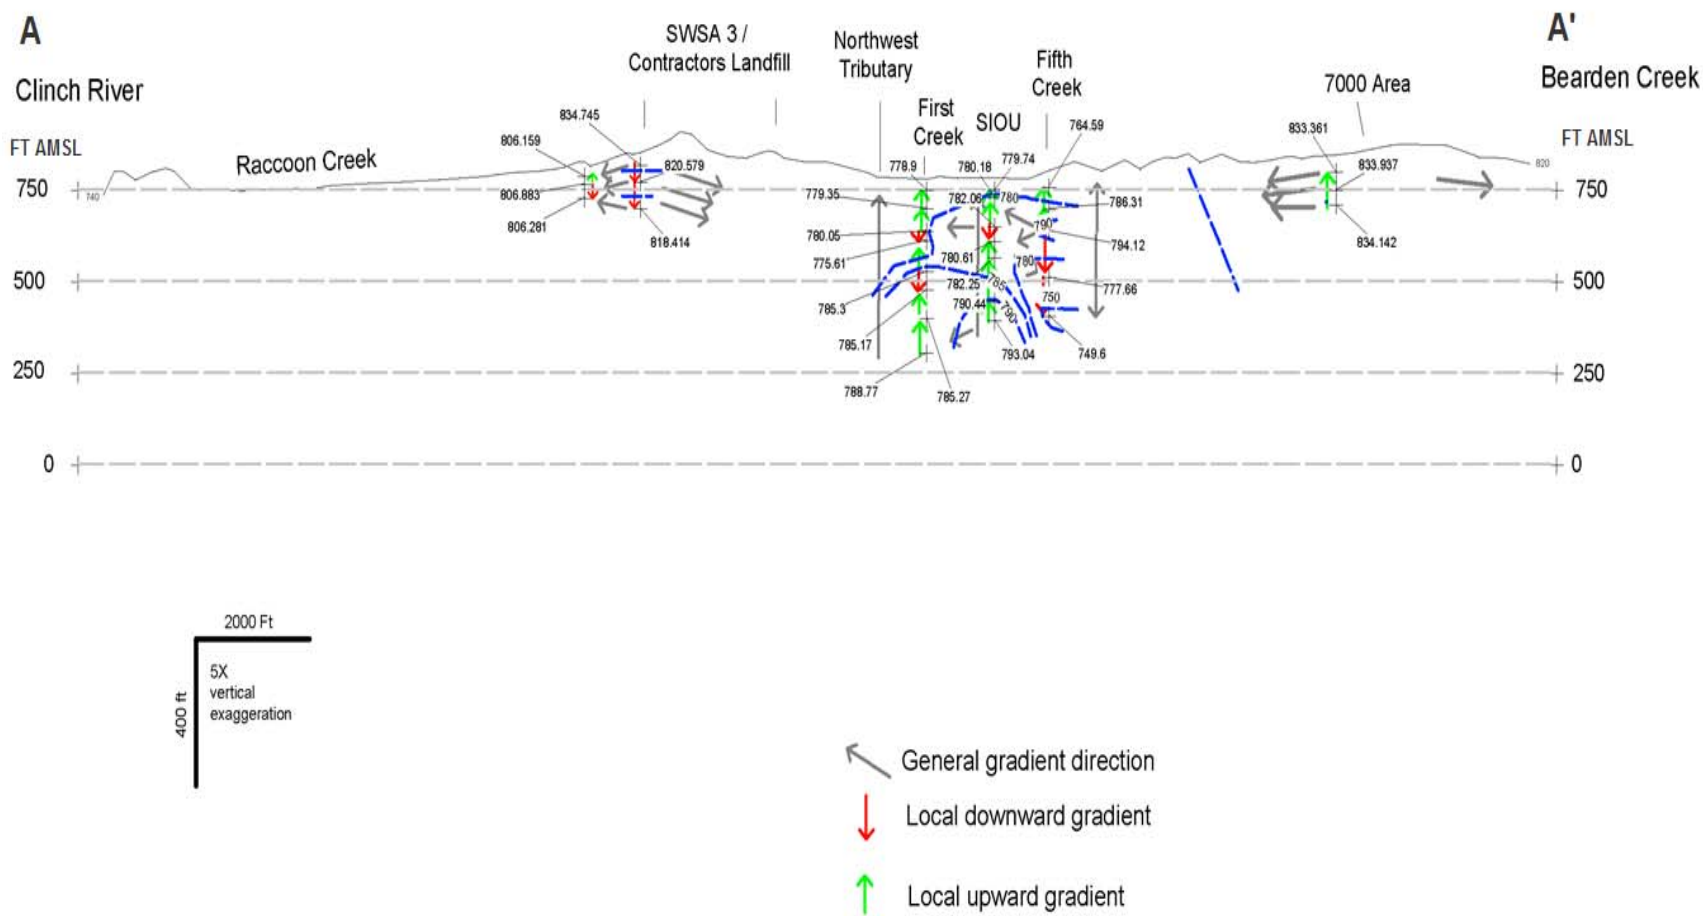 A
A'
SWSA 3 /
Contractors Landfill
Northwest
Tributary
Fifth
Creek
Clinch River
7000 Area
Bearden Creek
First
Creek
SIOU
834.745
764.59
833.361
FT AMSL
806.159
FT AMSL
Raccoon Creek
820.579
778.9
780.18
779.74
833.937
820
750
740
806.883
779.35
782.06
780
786.31
750
806.281
818.414
780.05
790
794.12
834.142
775.61
780.61
780
500
782.25
785
777.66
500
785.3
790.44
790
750
785.17
793.04
749.6
250
250
788.77
785.27
0
0
2000 Ft
5X
vertical
exaggeration
400 ft
General gradient direction
Local downward gradient
Local upward gradient